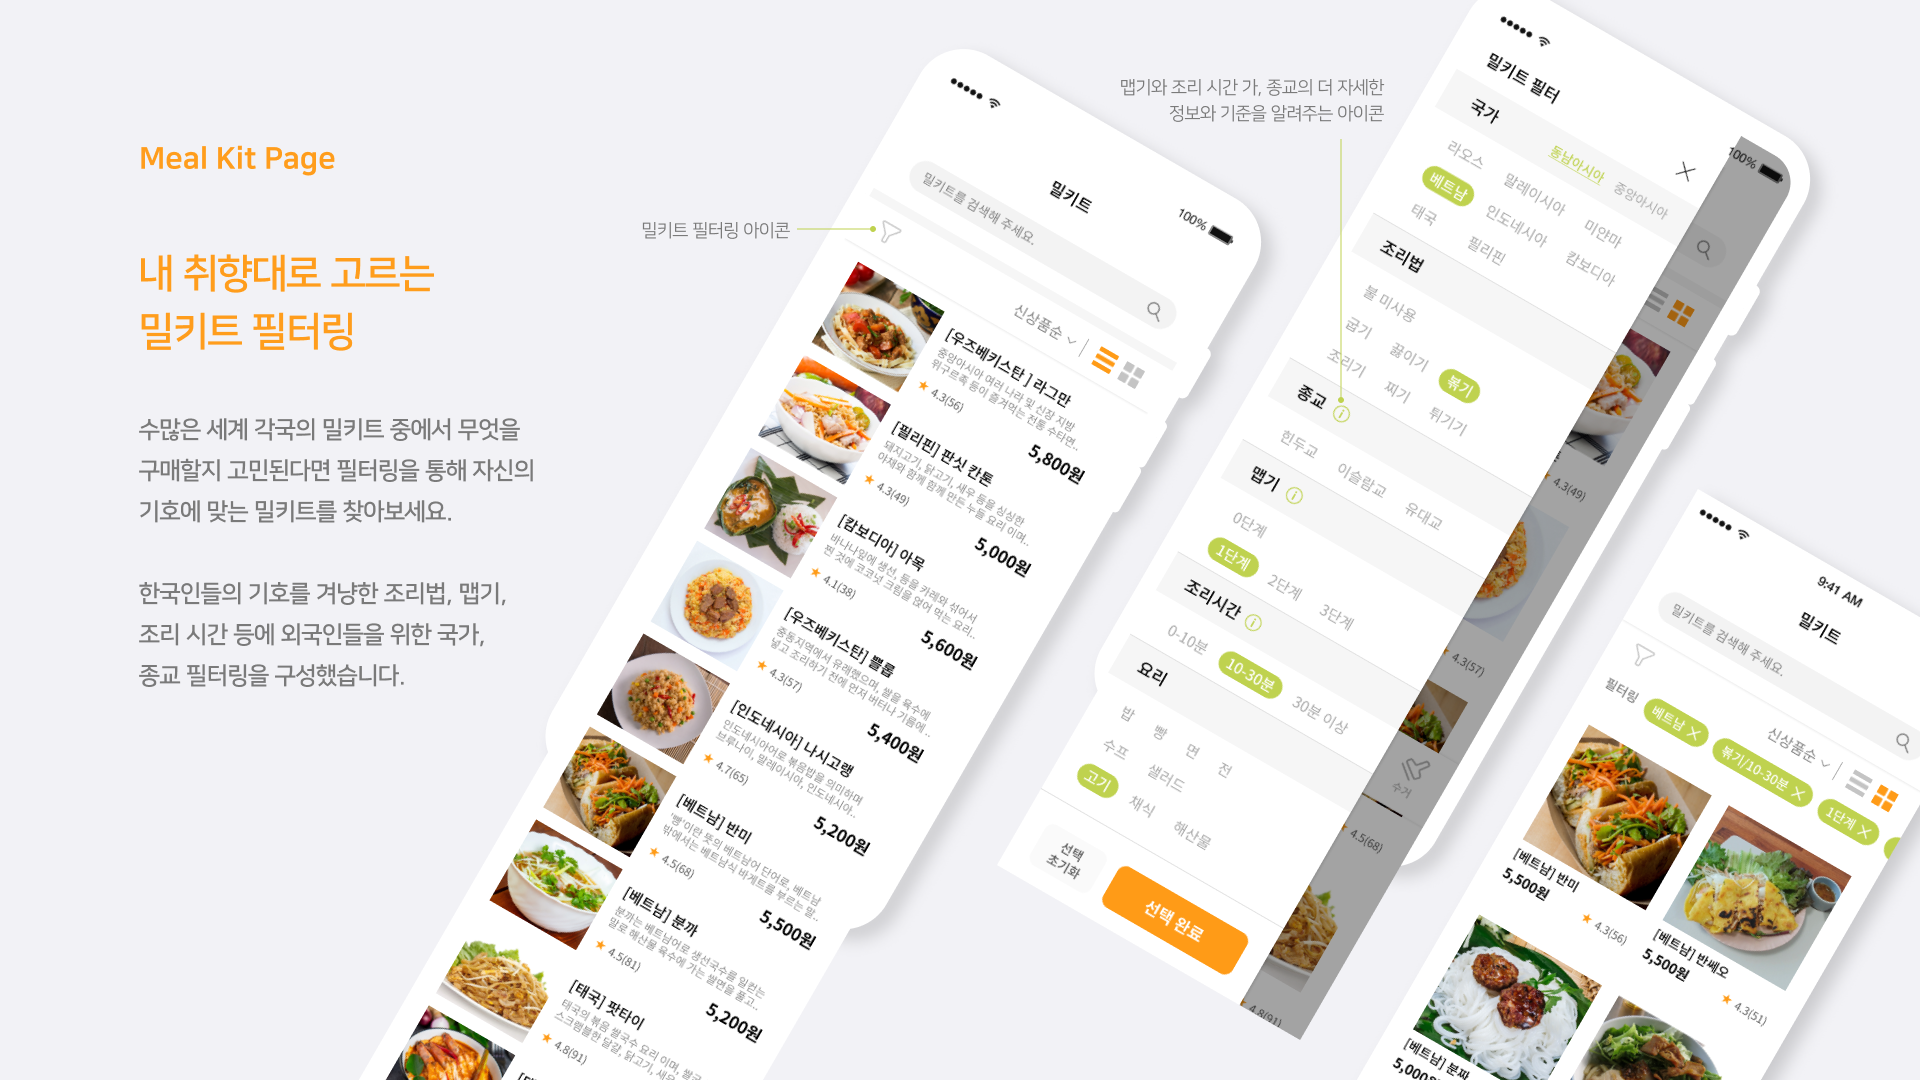 Meal Kit Page
내 취향대로 고르는
밀키트 필터링
수많은 세계 각국의 밀키트 중에서 무엇을
구매할지 고민된다면 필터링을 통해 자신의
기호에 맞는 밀키트를 찾아보세요.
한국인들의 기호를 겨냥한 조리법, 맵기,
조리 시간 등에 외국인들을 위한 국가,
종교 필터링을 구성했습니다.
밀키트 필터링 아이콘
맵기와 조리 시간 가, 종교의 더 자세한
정보와 기준을 알려주는 아이콘
100%
밀키트
밀키트를 검색해 주세요.
신상품순
[우즈베키스탄 ] 라그만
중앙아시아 여러 나라 및 신장 지방
위구르족 등이 즐겨먹는 전통 수타면..
4.3(56)
5,800원
[필리핀] 판싯 칸톤
돼지고기, 닭고기, 새우 등을 싱싱한
야채와 함께 함께 만든 누들 요리 이며..
4.3(49)
5,000원
[캄보디아] 아목
바나나잎에 생선, 등을 카레와 섞어서
찐 것에 코코넛 크림을 얹어 먹는 요리..
4.1(38)
5,600원
[우즈베키스탄] 쁠롭
중동지역에서 유래했으며, 쌀을 육수에
넣고 조리하기 전에 먼저 버터나 기름에..
4.3(57)
5,400원
[인도네시아] 나시고랭
인도네시아어로 볶음밥을 의미하며
브루나이, 말레이시아, 인도네시아..
4.7(65)
5,200원
[베트남] 반미
'빵'이란 뜻의 베트남어 단어로, 베트남
밖에서는 베트남식 바게트를 부르는 말..
4.5(68)
5,500원
[베트남] 분까
분까는 베트남어로 생선국수를 일컫는
말로 해산물 육수에 가는 쌀면을 풀고..
4.5(81)
5,200원
[태국] 팟타이
태국의 볶음 쌀국수 요리 이며, 쌀국
스크램블한 달걀, 닭고기, 새우
4.8(91)
밀키트 필터
국가
동남아시아 중앙아시아
라오스 말레이시아 미얀마
베트남 인도네시아 캄보디아
태국 필리핀
조리법
불 미사용
굽기 끓이기 볶기
조리기 찌기 튀기기
종교
힌두교 이슬람교 유대교
맵기
0단계
1단계 2단계 3단계
조리시간
0-10분 10-30분 30분 이상
요리
밥 빵 면 전
수프 샐러드
고기 채식 해산물
선택
초기화
선택 완료
100%
4.3(49)
4.3(57)
수거
4.5(68)
4.8(91)
9:41 AM
밀키트
밀키트를 검색해 주세요.
신상품순
필터링 베트남 볶기/10-30분 1단계
[베트남] 반미
5,500원
4.3(56)
[베트남] 반쎄오
5,500원
4.3(51)
[베트남] 분짜
5,000원